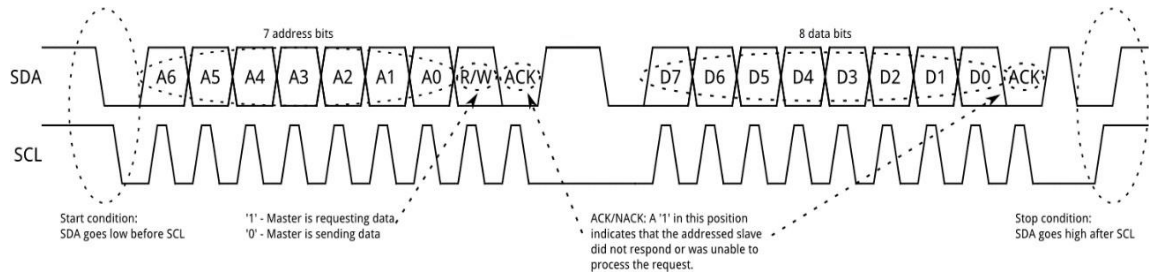 7 address bits
8 data bits
SDA
A6 A5 A4 A3 A2 A1 A0 R/W ACK
D7 D6 D5 D4 D3 D2 D1 D0 ACK
SCL
Start condition:
SDA goes low before SCL
'1' - Master is requesting data,
'0' - Master is sending data
ACK/NACK: A '1' in this position
indicates that the addressed slave
did not respond or was unable to
process the request.
Stop condition:
SDA goes high after SCL